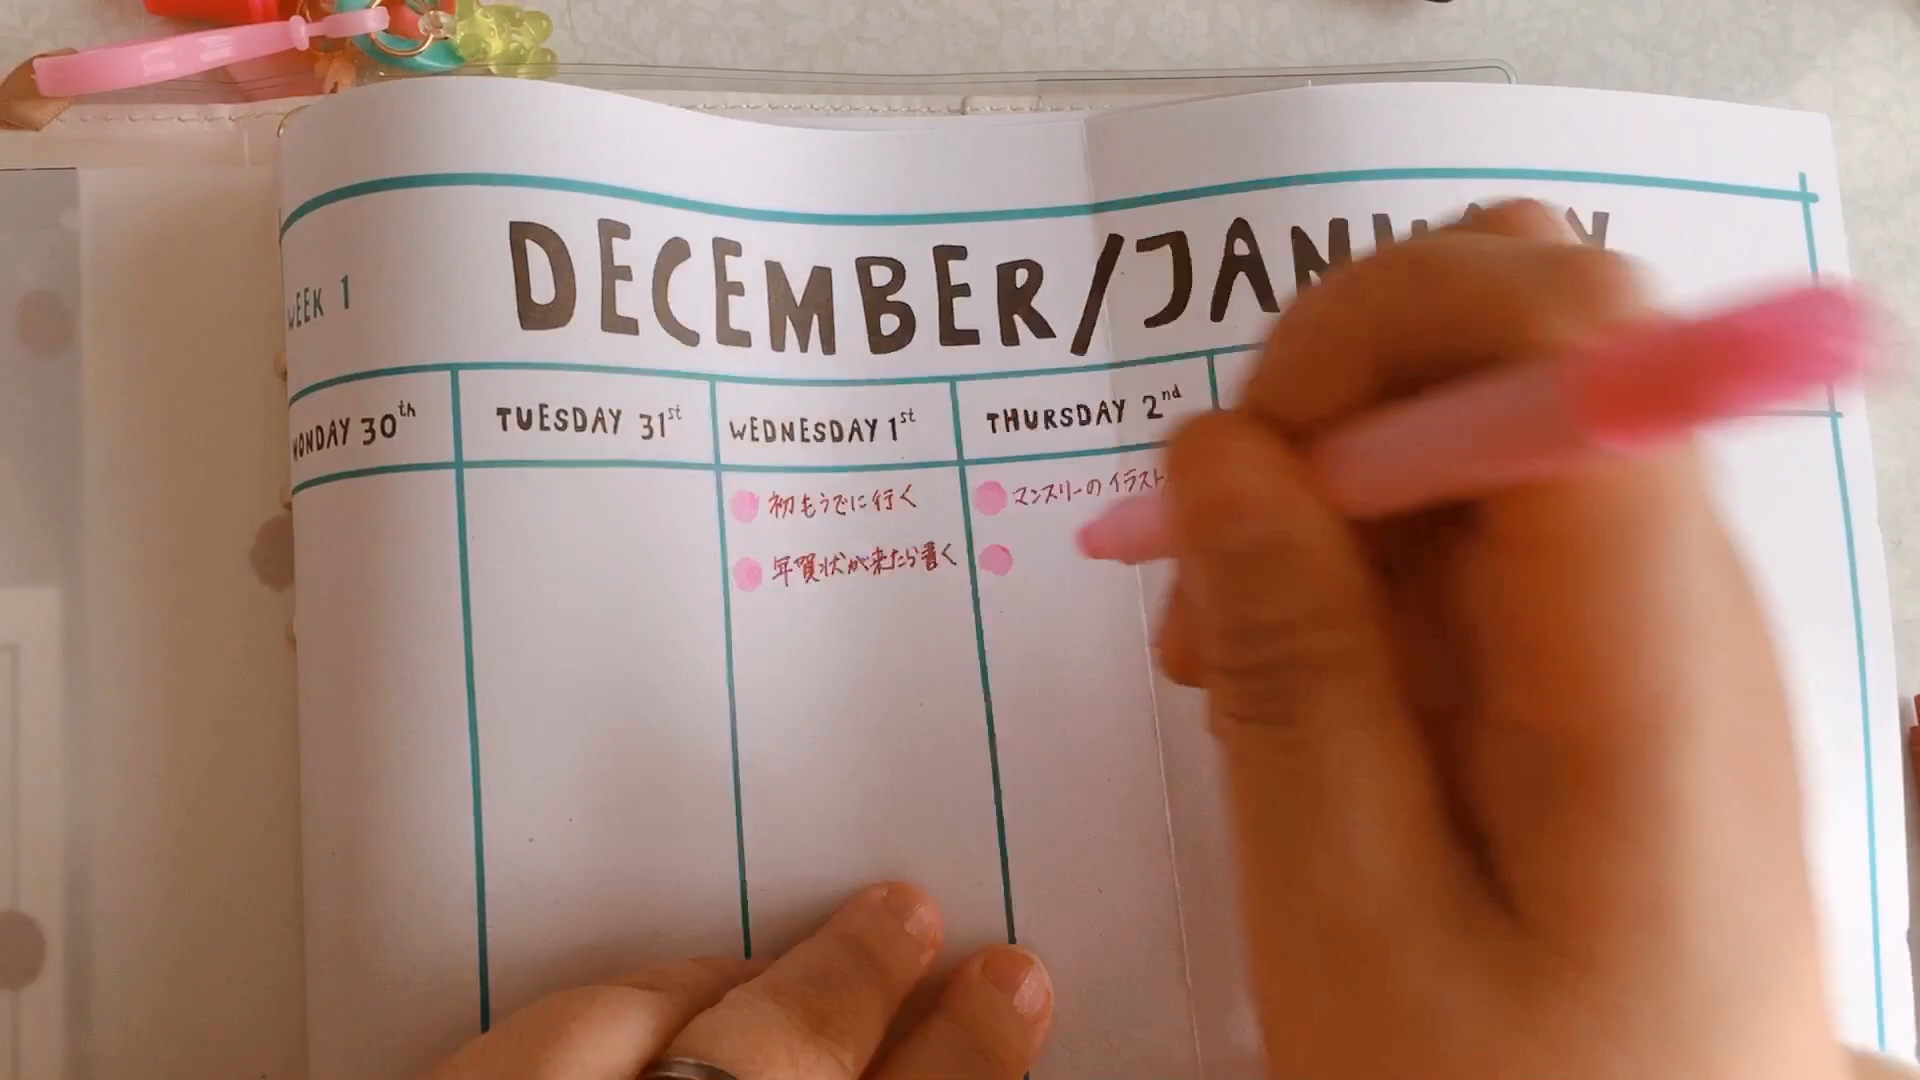 WEEK 1
DECEMBER/JANUARY
MONDAY 30th
TUESDAY 31st
WEDNESDAY 1st
THURSDAY 2nd
初もうでに行く
年賀状が来たら書く
マンスリーの イラスト